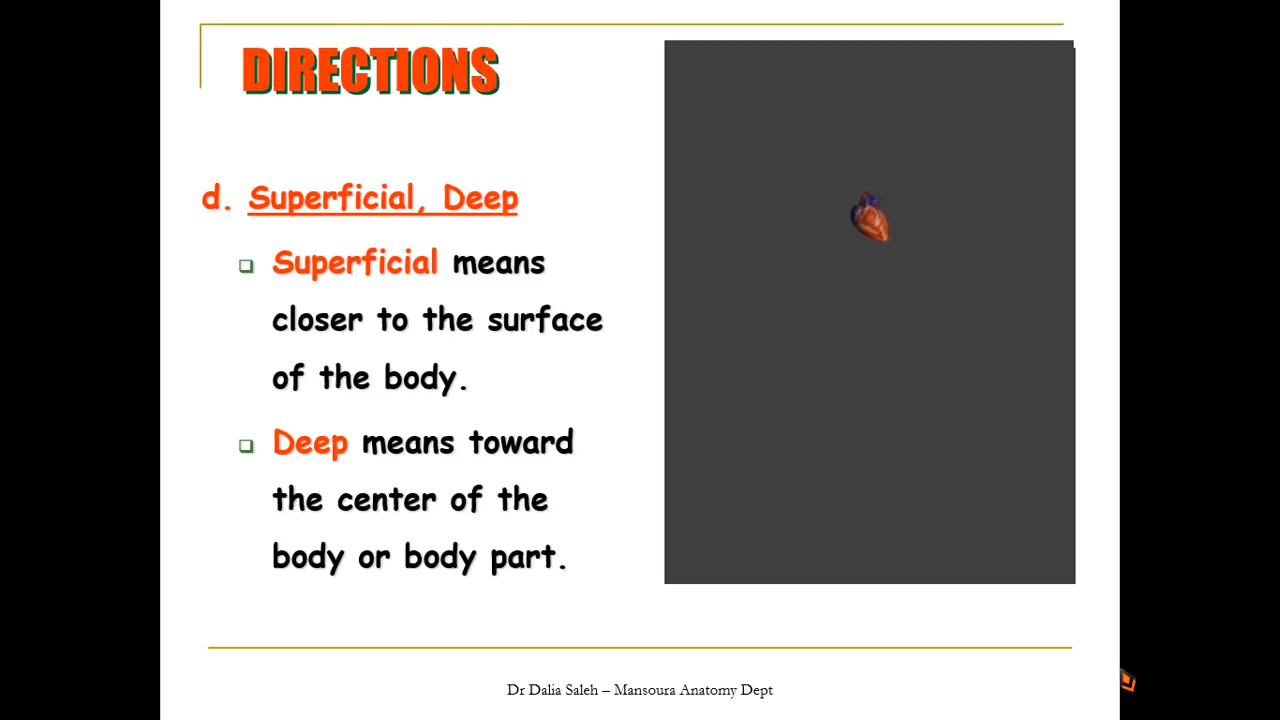 DIRECTIONS
d. Superficial, Deep
Superficial means
closer to the surface
of the body.
Deep means toward
the center of the
body or body part.
Dr Dalia Saleh – Mansoura Anatomy Dept